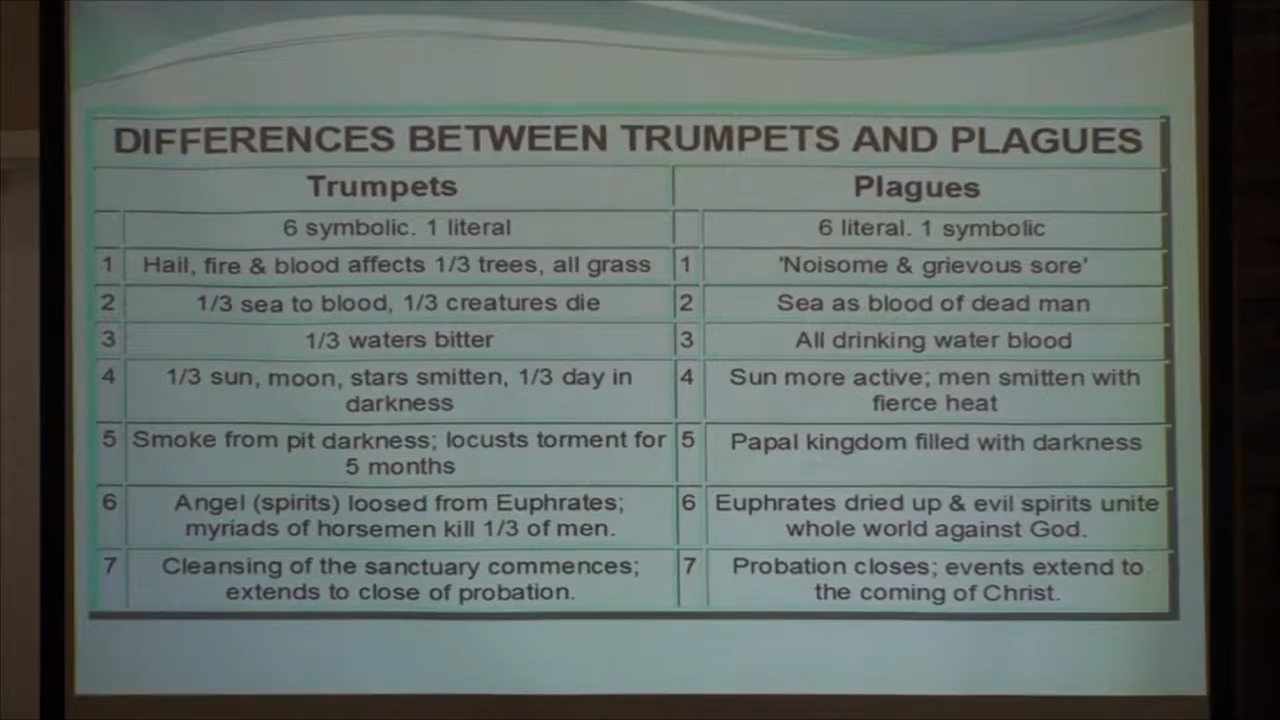 DIFFERENCES BETWEEN TRUMPETS AND PLAGUES
Trumpets Plagues
6 symbolic. 1 literal 6 literal. 1 symbolic
1 Hail, fire & blood affects 1/3 trees, all grass 1 'Noisome & grievous sore'
2 1/3 sea to blood, 1/3 creatures die 2 Sea as blood of dead man
3 1/3 waters bitter 3 All drinking water blood
4 1/3 sun, moon, stars smitten, 1/3 day in 4 Sun more active; men smitten with
darkness fierce heat
5 Smoke from pit darkness; locusts torment for 5 Papal kingdom filled with darkness
5 months
6 Angel (spirits) loosed from Euphrates; 6 Euphrates dried up & evil spirits unite
myriads of horsemen kill 1/3 of men. whole world against God.
7 Cleansing of the sanctuary commences; 7 Probation closes; events extend to
extends to close of probation. the coming of Christ.